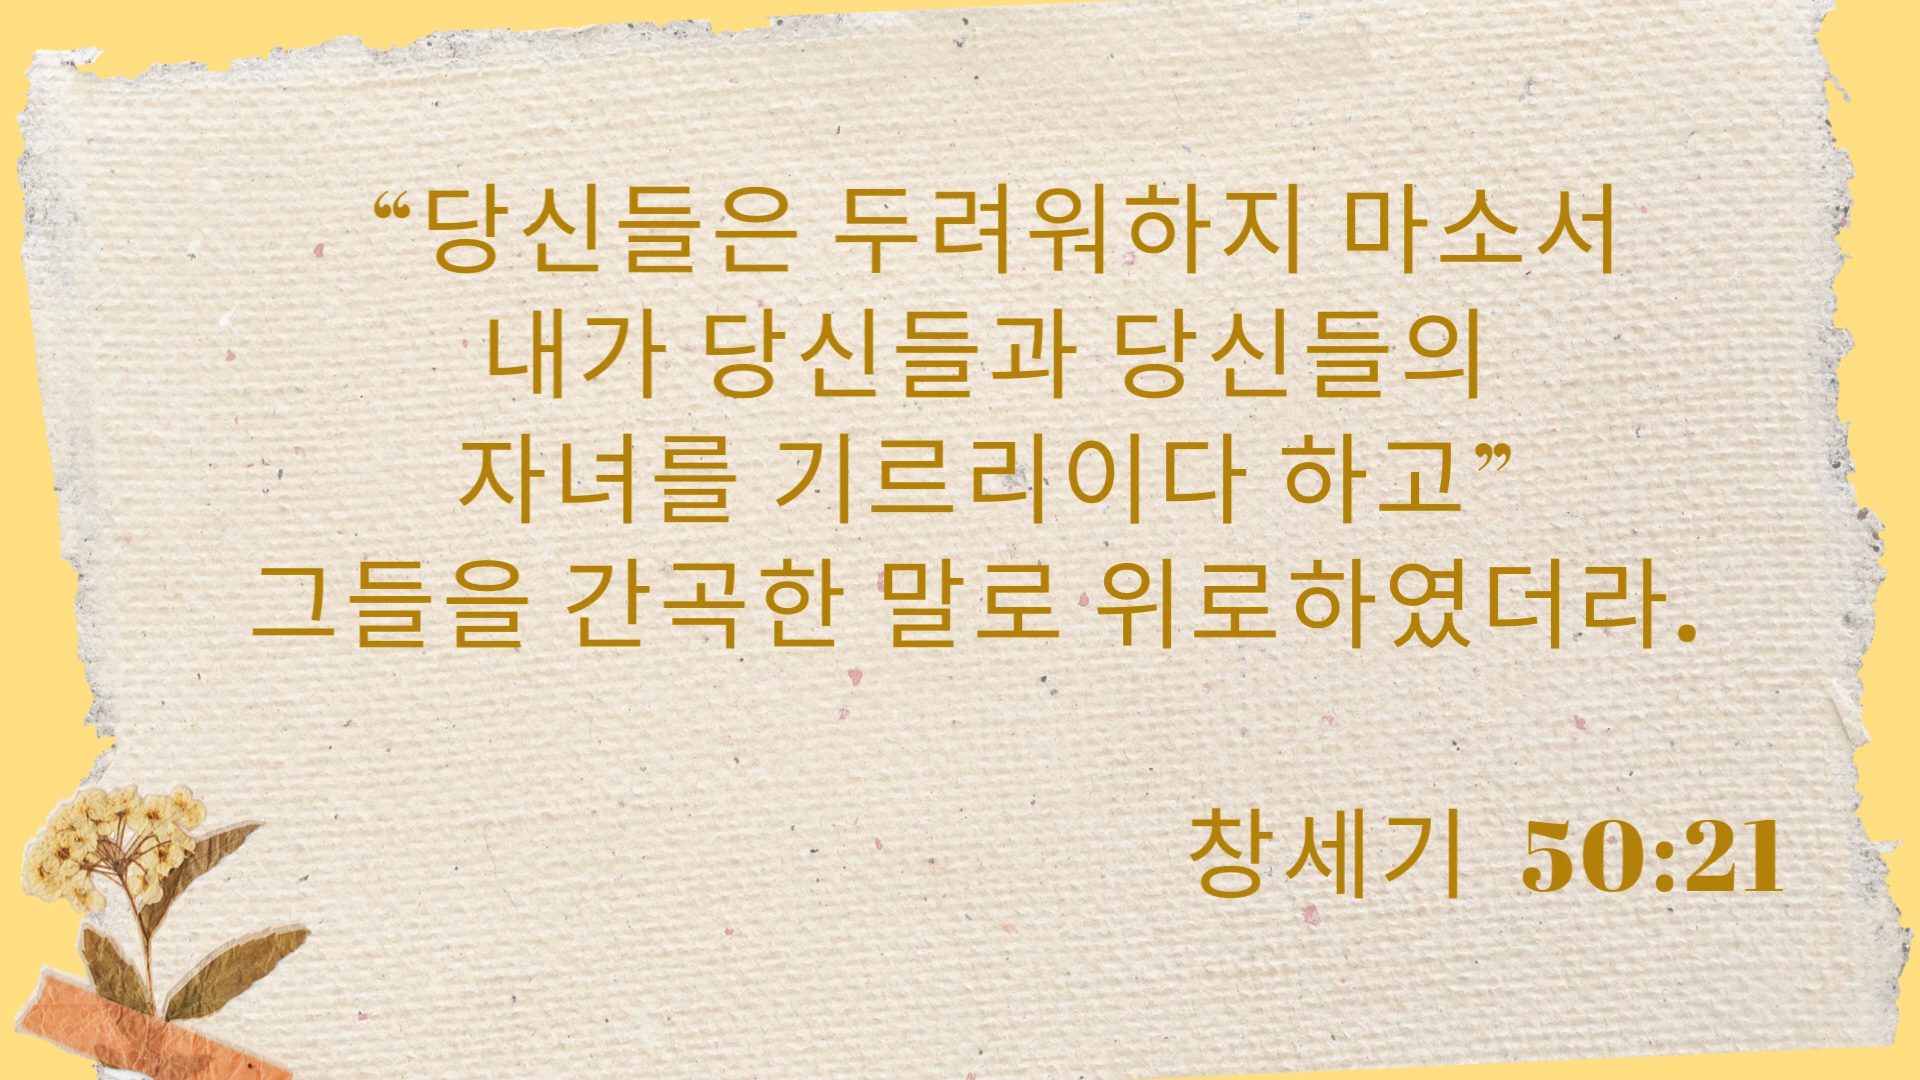 “당신들은 두려워하지 마소서
내가 당신들과 당신들의
자녀를 기르리이다 하고”
그들을 간곡한 말로 위로하였더라.
창세기 50:21